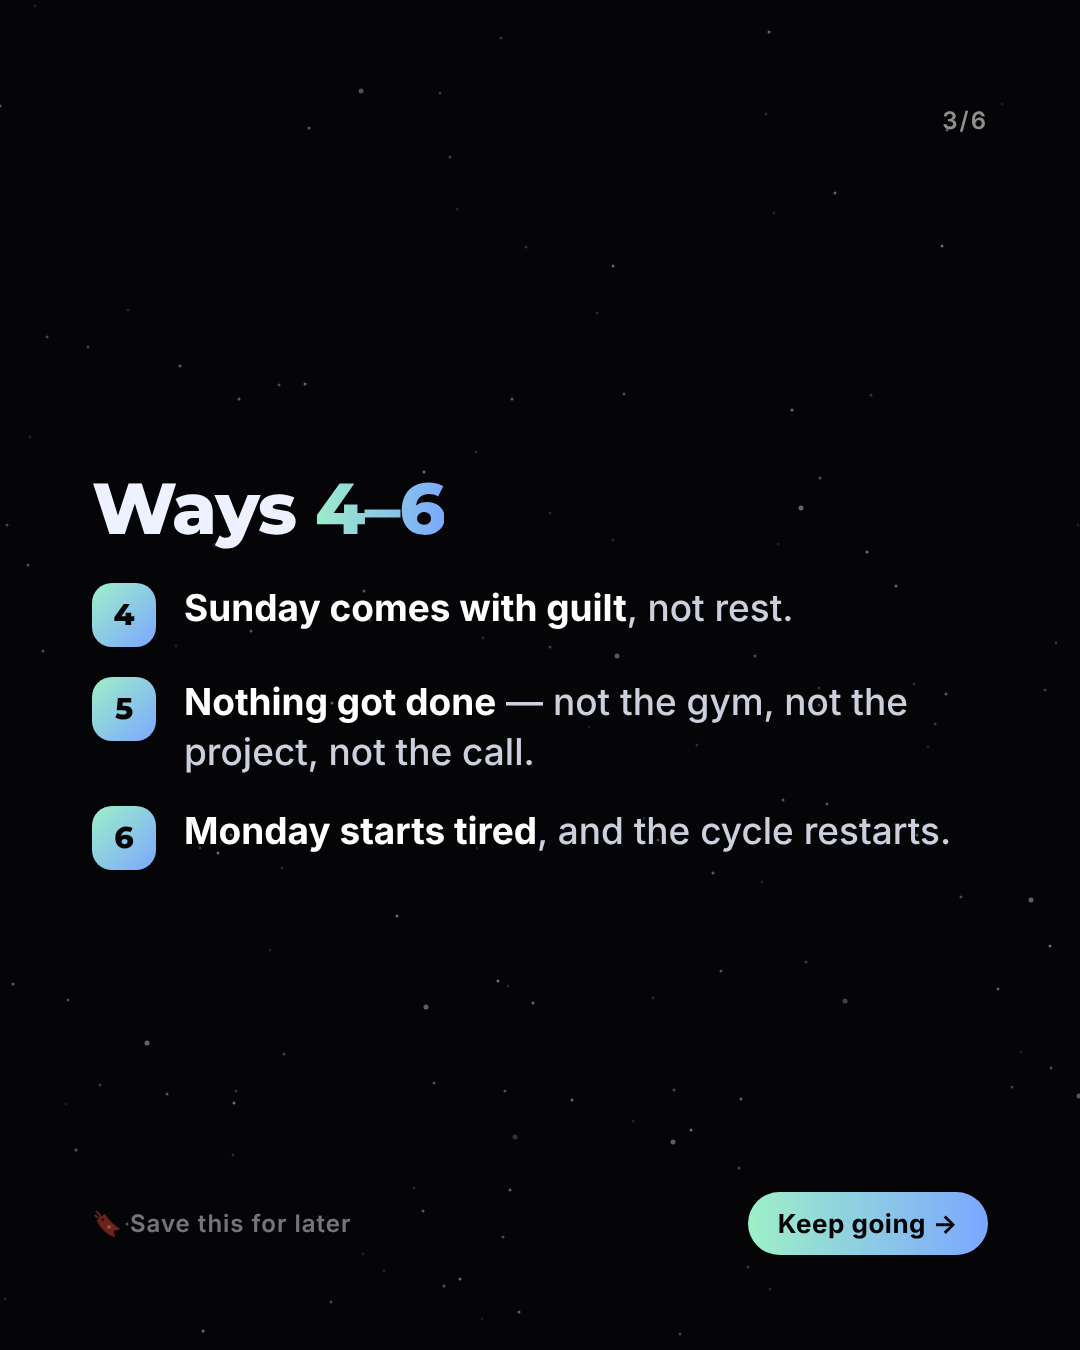 3/6
Ways 4–6
4 Sunday comes with guilt, not rest.
5 Nothing got done — not the gym, not the
project, not the call.
6 Monday starts tired, and the cycle restarts.
🔖 Save this for later
Keep going →